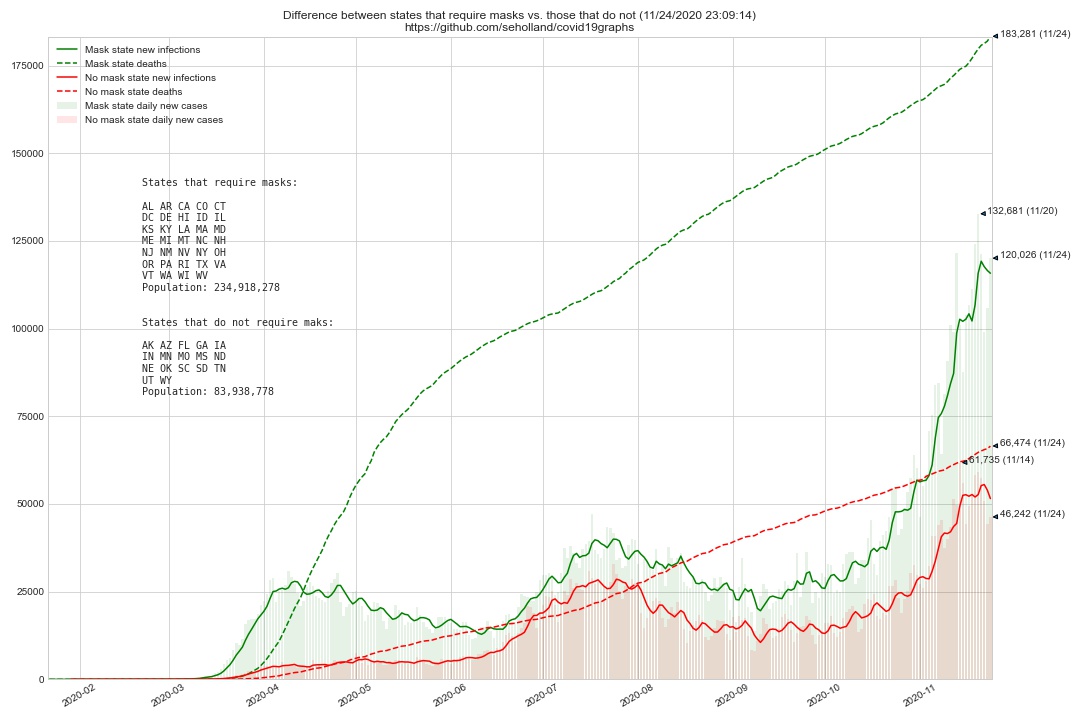 Difference between states that require masks vs. those that do not (11/24/2020 23:09:14)
https://github.com/seholland/covid19graphs
Mask state new infections
Mask state deaths
No mask state new infections
No mask state deaths
Mask state daily new cases
No mask state daily new cases
States that require masks:
AL AR CA CO CT
DC DE HI ID IL
KS KY LA MA MD
ME MI MT NC NH
NJ NM NV NY OH
OR PA RI TX VA
VT WA WI WV
Population: 234,918,278
States that do not require maks:
AK AZ FL GA IA
IN MN MO MS ND
NE OK SC SD TN
UT WY
Population: 83,938,778
183,281 (11/24)
132,681 (11/20)
120,026 (11/24)
66,474 (11/24)
61,735 (11/14)
46,242 (11/24)
175000
150000
125000
100000
75000
50000
25000
0
2020-02
2020-03
2020-04
2020-05
2020-06
2020-07
2020-08
2020-09
2020-10
2020-11